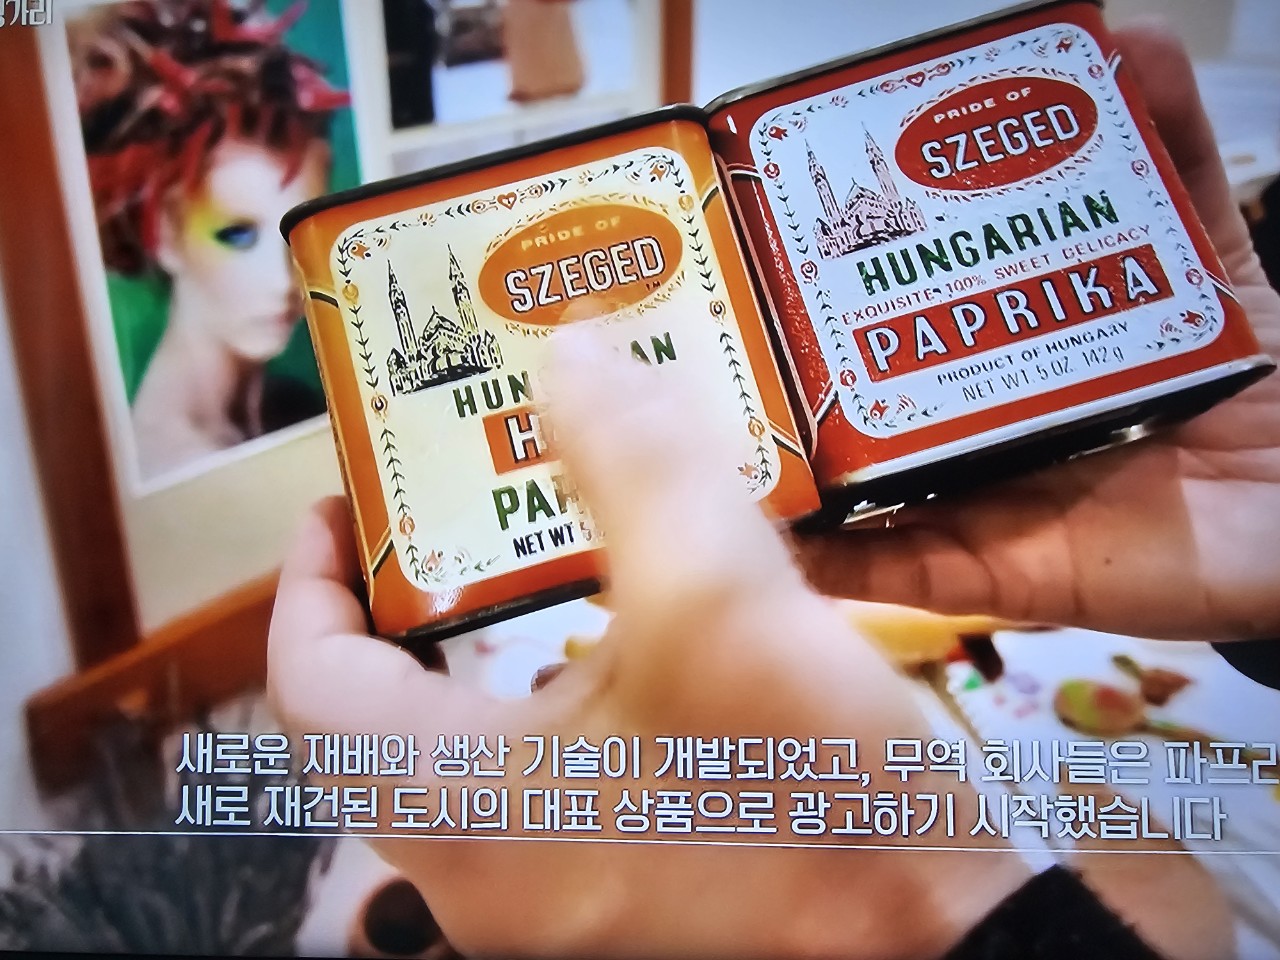 PRIDE OF
SZEGED
TM
HUN AN
PA
NET WT
PRIDE OF
SZEGED
HUNGARIAN
EXQUISITE 100% SWEET DELICACY
PAPRIKA
PRODUCT OF HUNGARY
NET WT. 5 OZ. 142g
새로운 재배와 생산 기술이 개발되었고, 무역 회사들은 파프리
새로 재건된 도시의 대표 상품으로 광고하기 시작했습니다